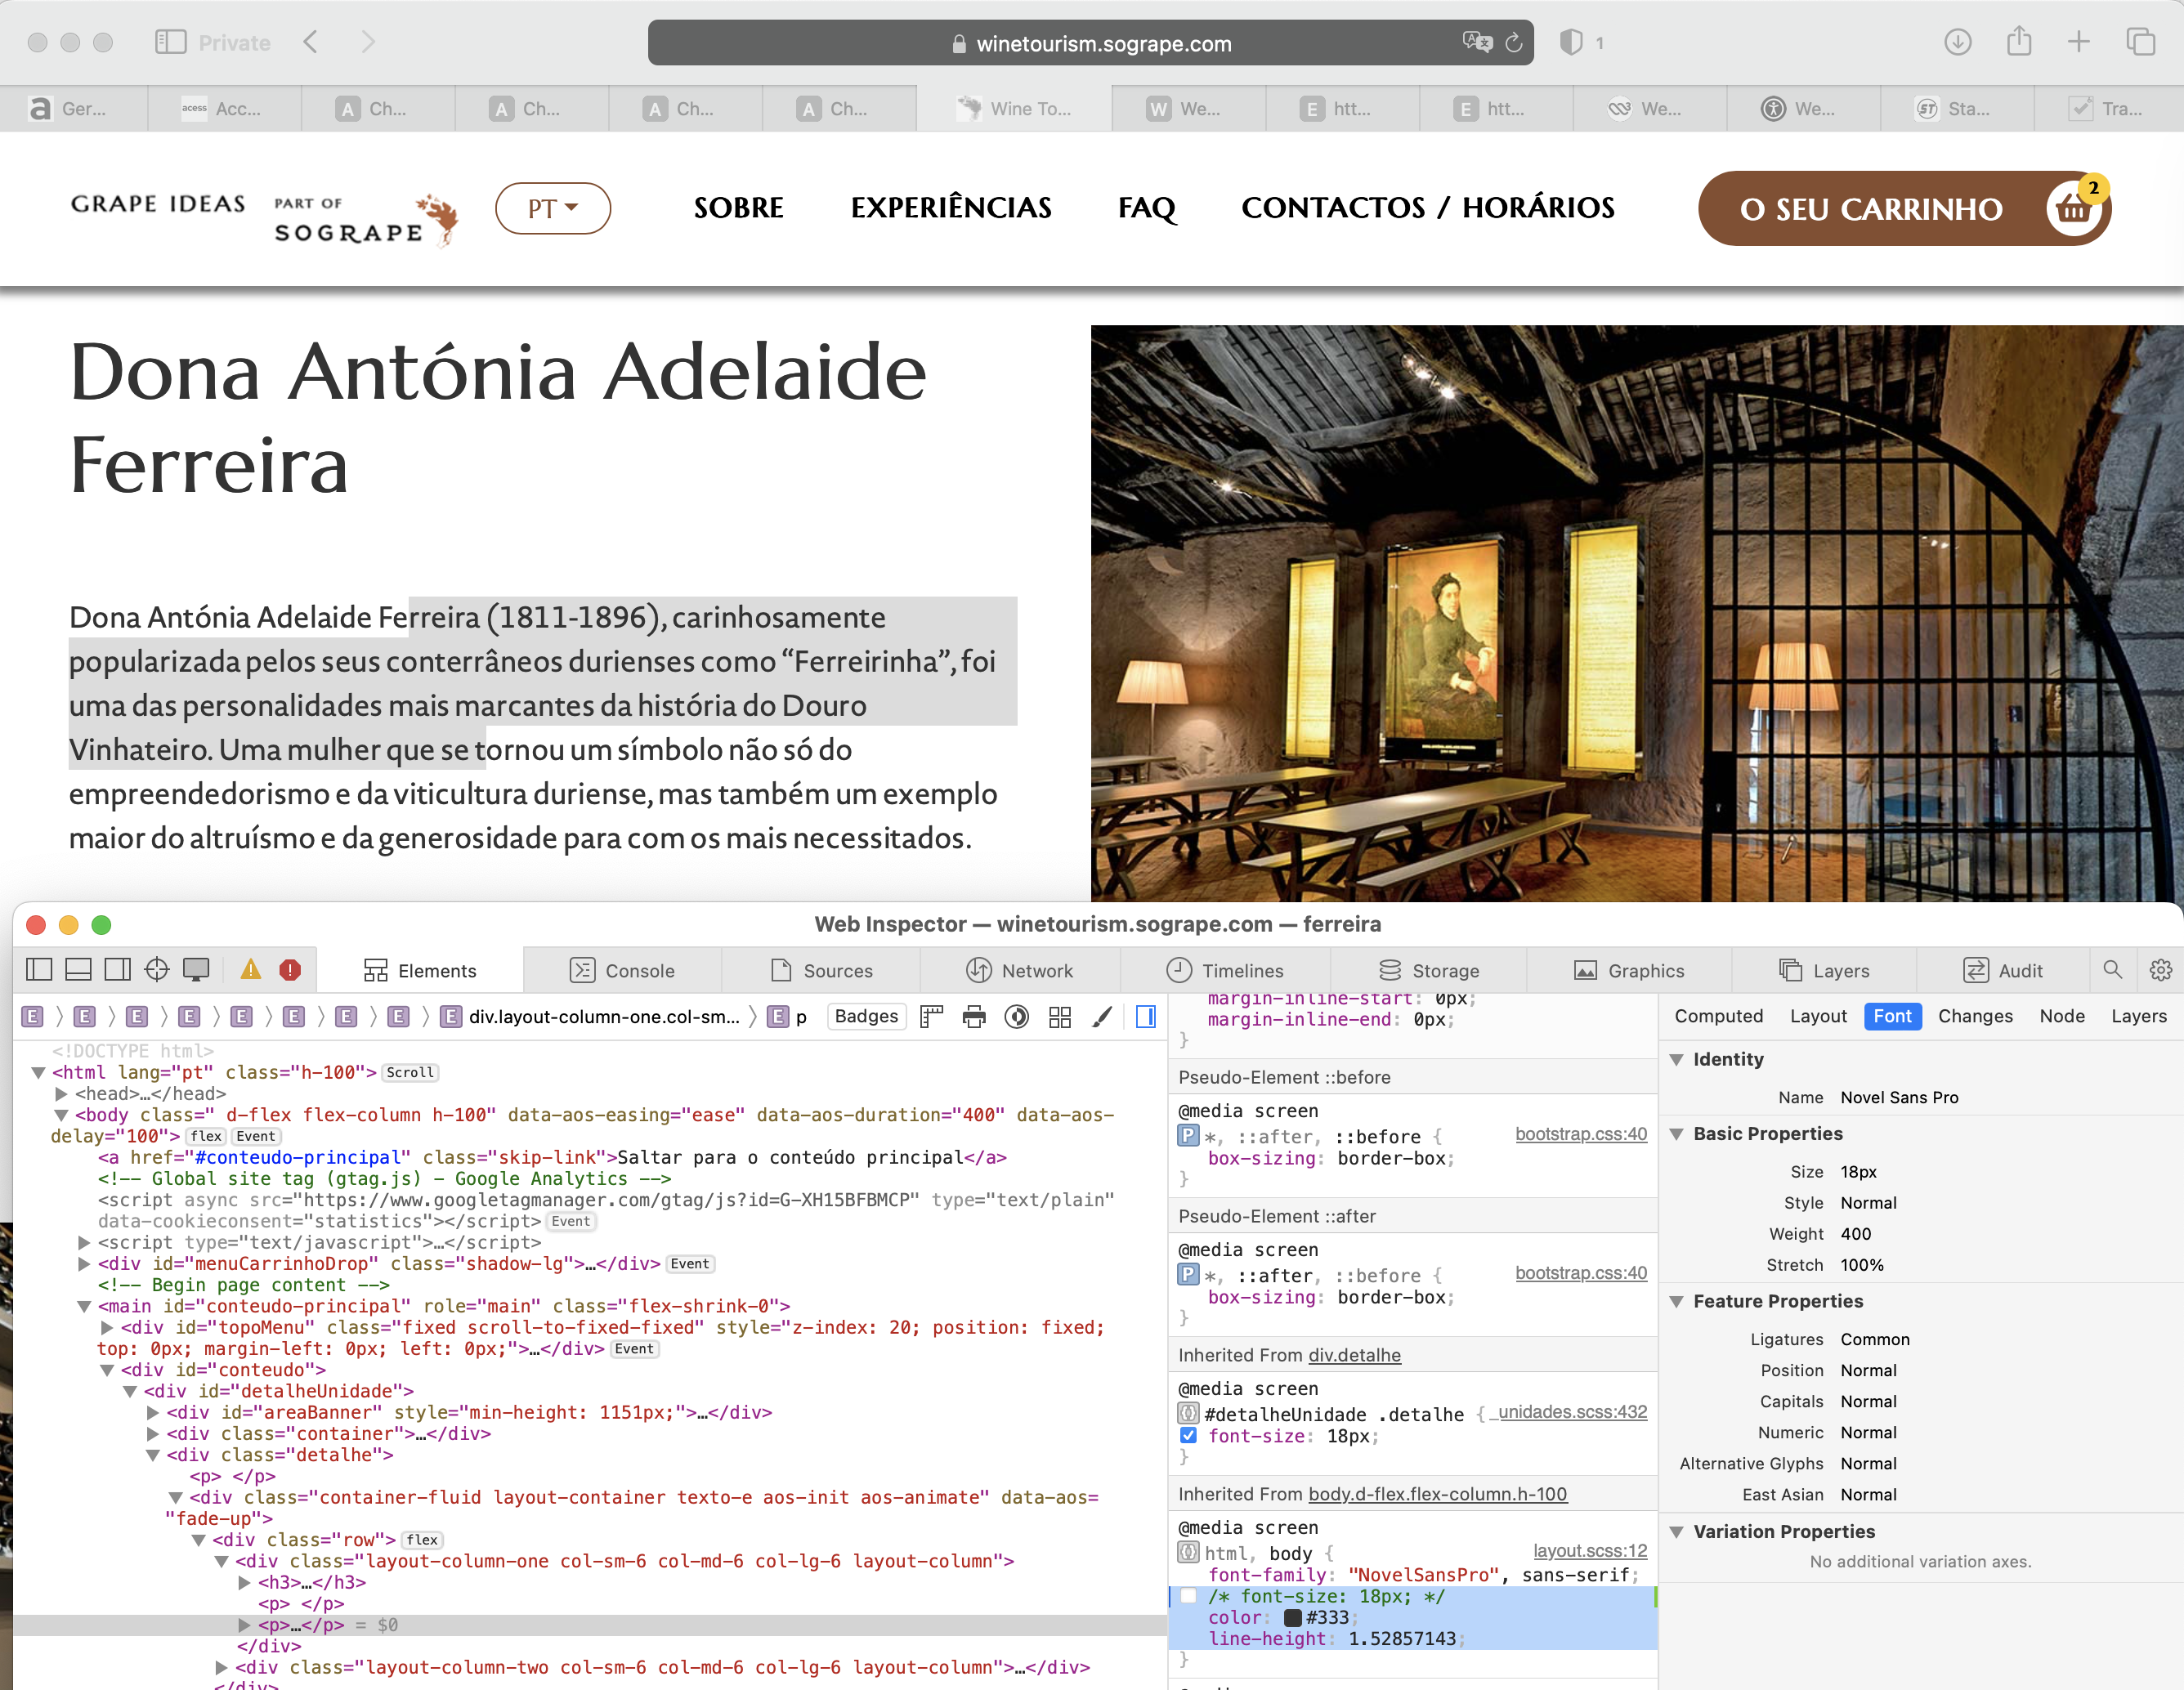 Private
winetourism.sogrape.com
1
a Ger...
acess Acc...
A Ch...
A Ch...
A Ch...
A Ch...
Wine To...
W We...
E htt...
E htt...
We...
We...
ST Sta...
Tra...
GRAPE IDEAS
PART OF
SOGRAPE
PT
SOBRE
EXPERIÊNCIAS
FAQ
CONTACTOS / HORÁRIOS
O SEU CARRINHO
2
Dona Antónia Adelaide
Ferreira
Dona Antónia Adelaide Ferreira (1811-1896), carinhosamente
popularizada pelos seus conterrâneos durienses como “Ferreirinha”, foi
uma das personalidades mais marcantes da história do Douro
Vinhateiro. Uma mulher que se tornou um símbolo não só do
empreendedorismo e da viticultura duriense, mas também um exemplo
maior do altruísmo e da generosidade para com os mais necessitados.
Web Inspector — winetourism.sogrape.com — ferreira
Elements
Console
Sources
Network
Timelines
Storage
Graphics
Layers
Audit
E E E E E E E E E div.layout-column-one.col-sm... E p
Badges
<!DOCTYPE html>
<html lang="pt" class="h-100"> Scroll
<head>…</head>
<body class=" d-flex flex-column h-100" data-aos-easing="ease" data-aos-duration="400" data-aos-
delay="100"> flex Event
<a href="#conteudo-principal" class="skip-link">Saltar para o conteúdo principal</a>
<!-- Global site tag (gtag.js) - Google Analytics -->
<script async src="https://www.googletagmanager.com/gtag/js?id=G-XH15BFBMCP" type="text/plain"
data-cookieconsent="statistics"></script> Event
<script type="text/javascript">…</script>
<div id="menuCarrinhoDrop" class="shadow-lg">…</div> Event
<!-- Begin page content -->
<main id="conteudo-principal" role="main" class="flex-shrink-0">
<div id="topoMenu" class="fixed scroll-to-fixed-fixed" style="z-index: 20; position: fixed;
top: 0px; margin-left: 0px; left: 0px;">…</div> Event
<div id="conteudo">
<div id="detalheUnidade">
<div id="areaBanner" style="min-height: 1151px;">…</div>
<div class="container">…</div>
<div class="detalhe">
<p> </p>
<div class="container-fluid layout-container texto-e aos-init aos-animate" data-aos=
"fade-up">
<div class="row"> flex
<div class="layout-column-one col-sm-6 col-md-6 col-lg-6 layout-column">
<h3>…</h3>
<p> </p>
<p>…</p> = $0
</div>
<div class="layout-column-two col-sm-6 col-md-6 col-lg-6 layout-column">…</div>
</div>
margin-inline-start: 0px;
margin-inline-end: 0px;
}
Pseudo-Element ::before
@media screen
P *, ::after, ::before { bootstrap.css:40
box-sizing: border-box;
}
Pseudo-Element ::after
@media screen
P *, ::after, ::before { bootstrap.css:40
box-sizing: border-box;
}
Inherited From div.detalhe
@media screen
#detalheUnidade .detalhe { _unidades.scss:432
font-size: 18px;
}
Inherited From body.d-flex.flex-column.h-100
@media screen
html, body { layout.scss:12
font-family: "NovelSansPro", sans-serif;
/* font-size: 18px; */
color: #333;
line-height: 1.52857143;
}
Computed
Layout
Font
Changes
Node
Layers
Identity
Name Novel Sans Pro
Basic Properties
Size 18px
Style Normal
Weight 400
Stretch 100%
Feature Properties
Ligatures Common
Position Normal
Capitals Normal
Numeric Normal
Alternative Glyphs Normal
East Asian Normal
Variation Properties
No additional variation axes.